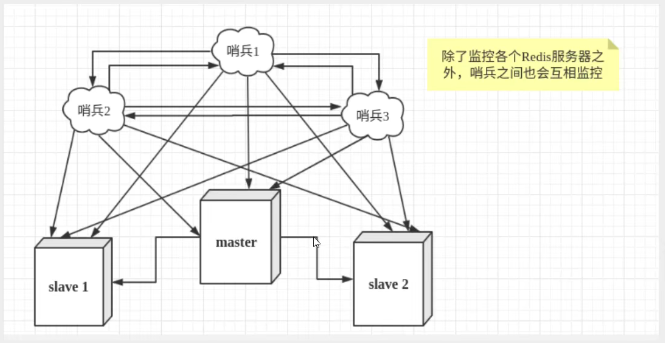 哨兵1
除了监控各个Redis服务器之
外，哨兵之间也会互相监控
哨兵2
哨兵3
master
slave 1
slave 2